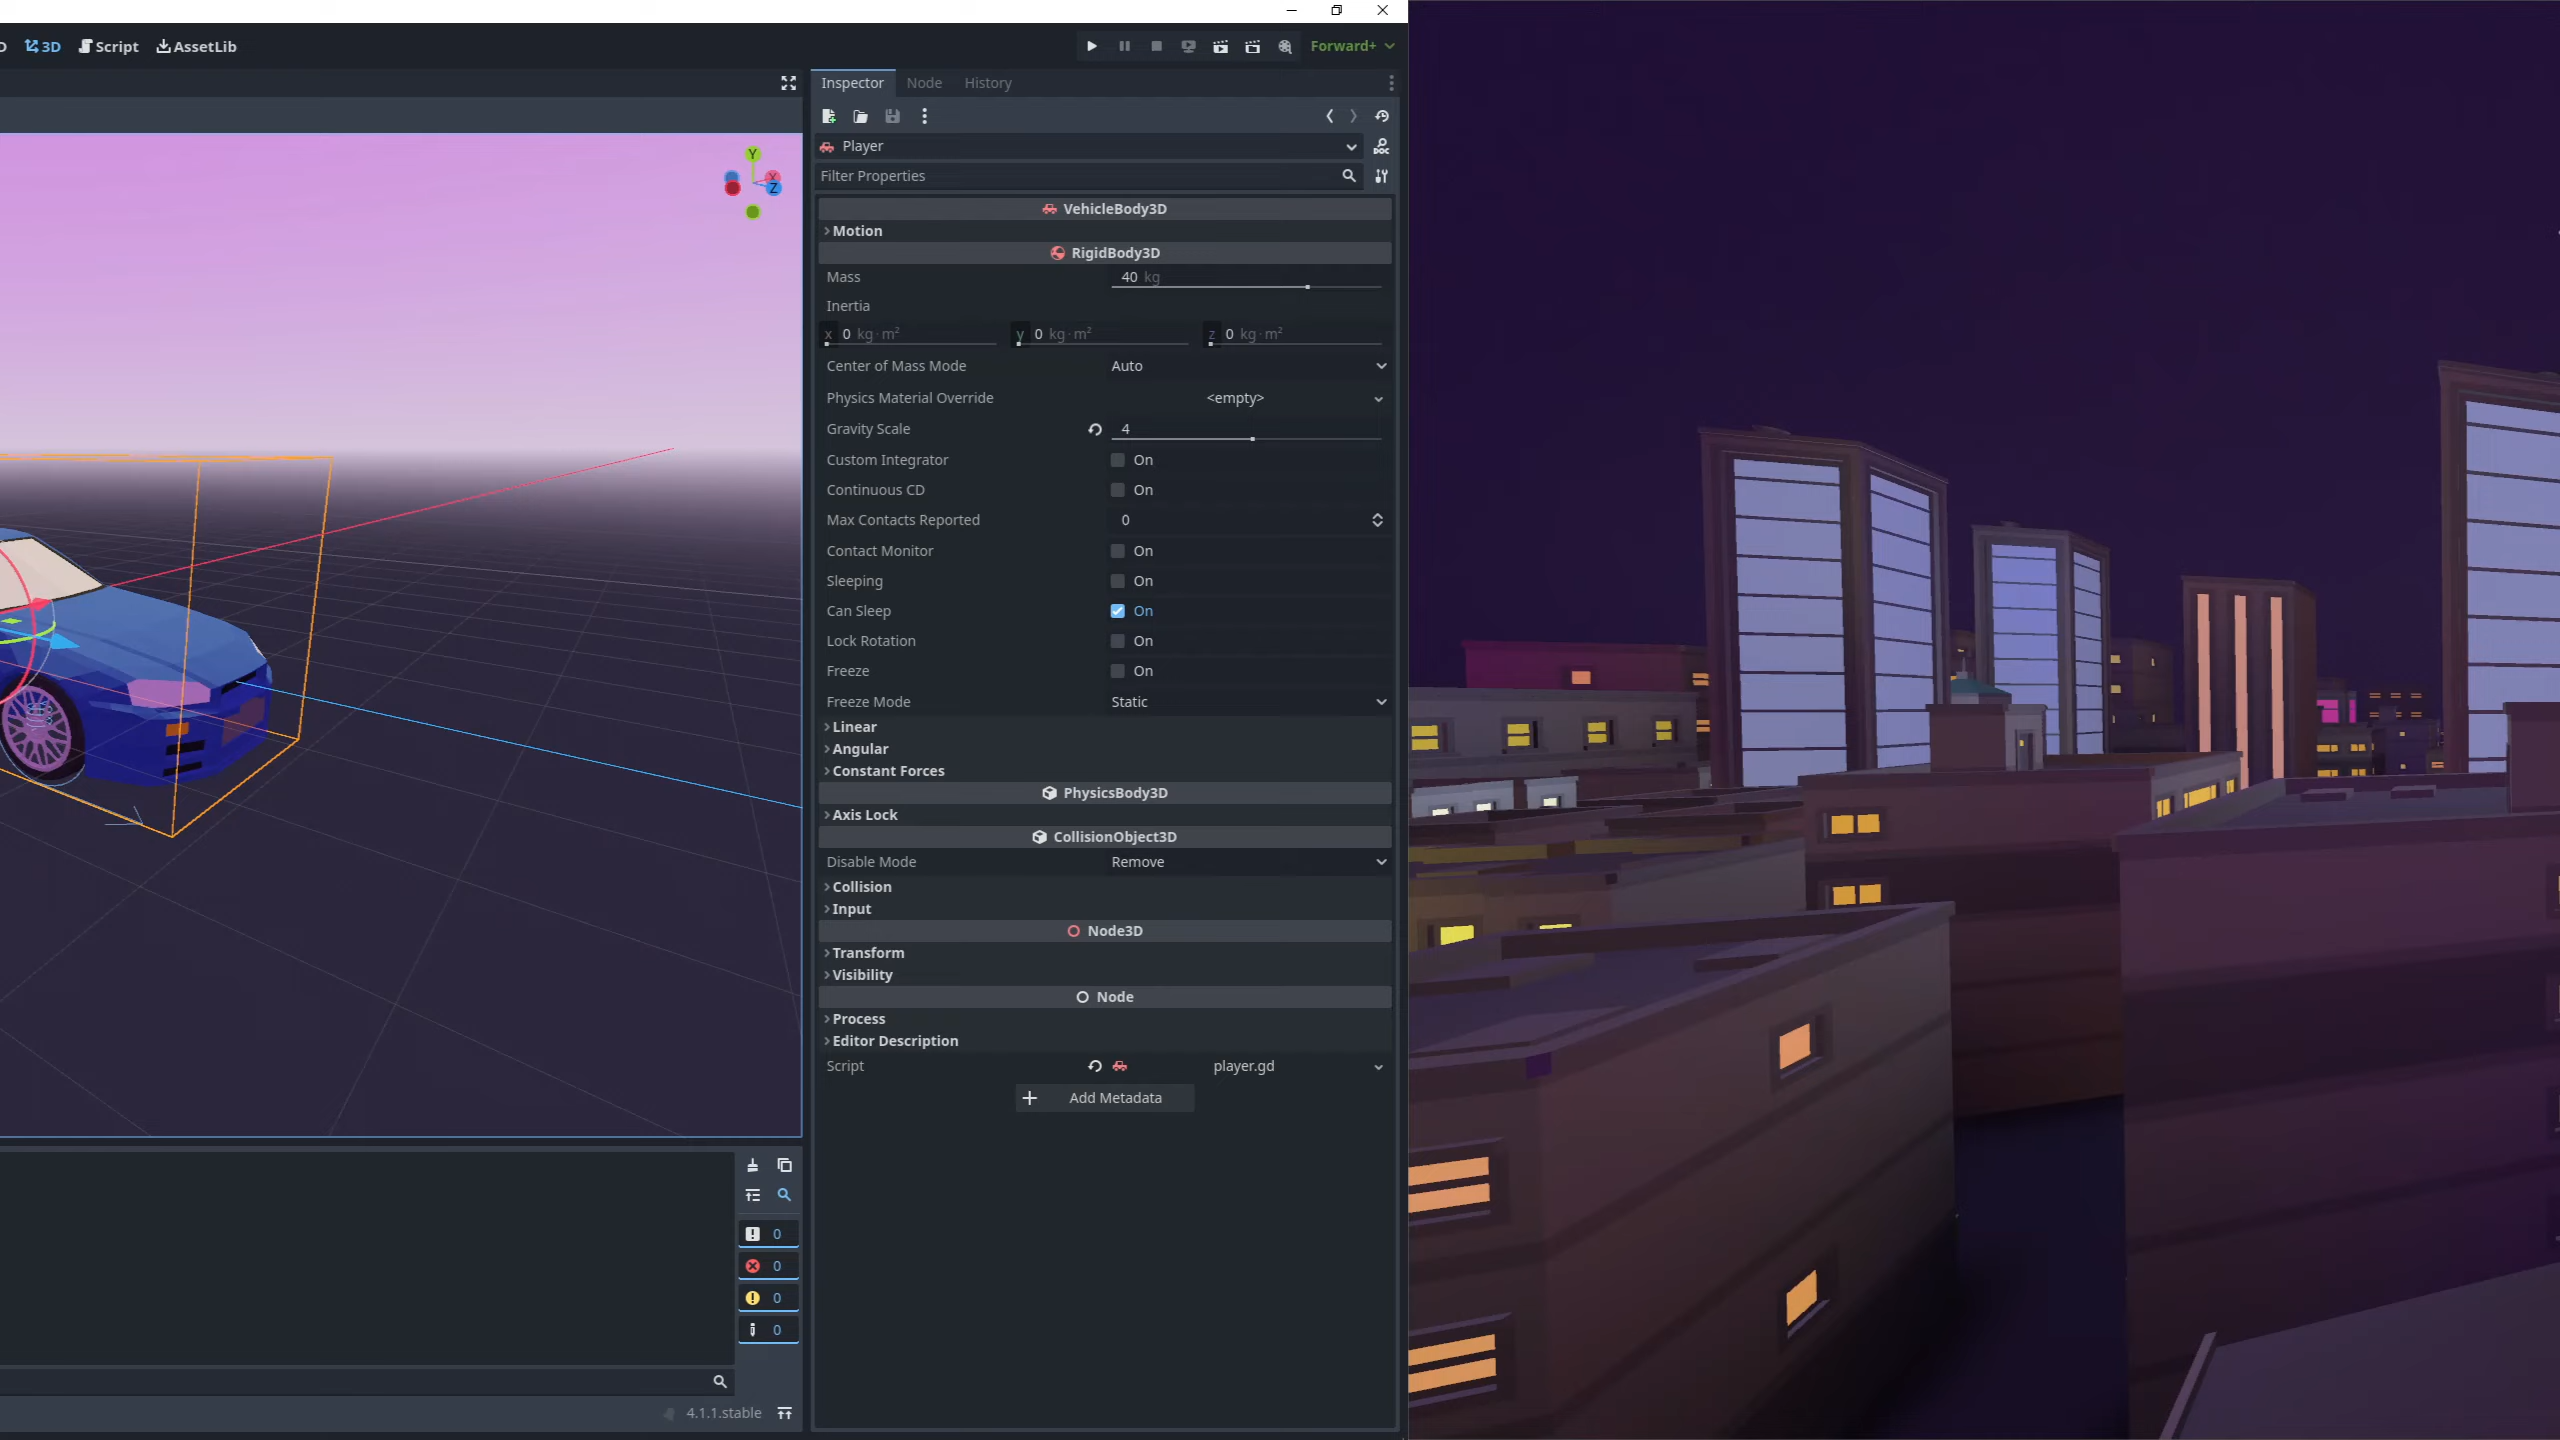 3D Script AssetLib
Forward+
Inspector Node History
Player
DOC
Filter Properties
Y
X
Z
VehicleBody3D
Motion
RigidBody3D
Mass 40 kg
Inertia
x 0 kg·m² y 0 kg·m² z 0 kg·m²
Center of Mass Mode Auto
Physics Material Override <empty>
Gravity Scale 4
Custom Integrator On
Continuous CD On
Max Contacts Reported 0
Contact Monitor On
Sleeping On
Can Sleep On
Lock Rotation On
Freeze On
Freeze Mode Static
Linear
Angular
Constant Forces
PhysicsBody3D
Axis Lock
CollisionObject3D
Disable Mode Remove
Collision
Input
Node3D
Transform
Visibility
Node
Process
Editor Description
Script player.gd
Add Metadata
0
0
0
0
4.1.1.stable